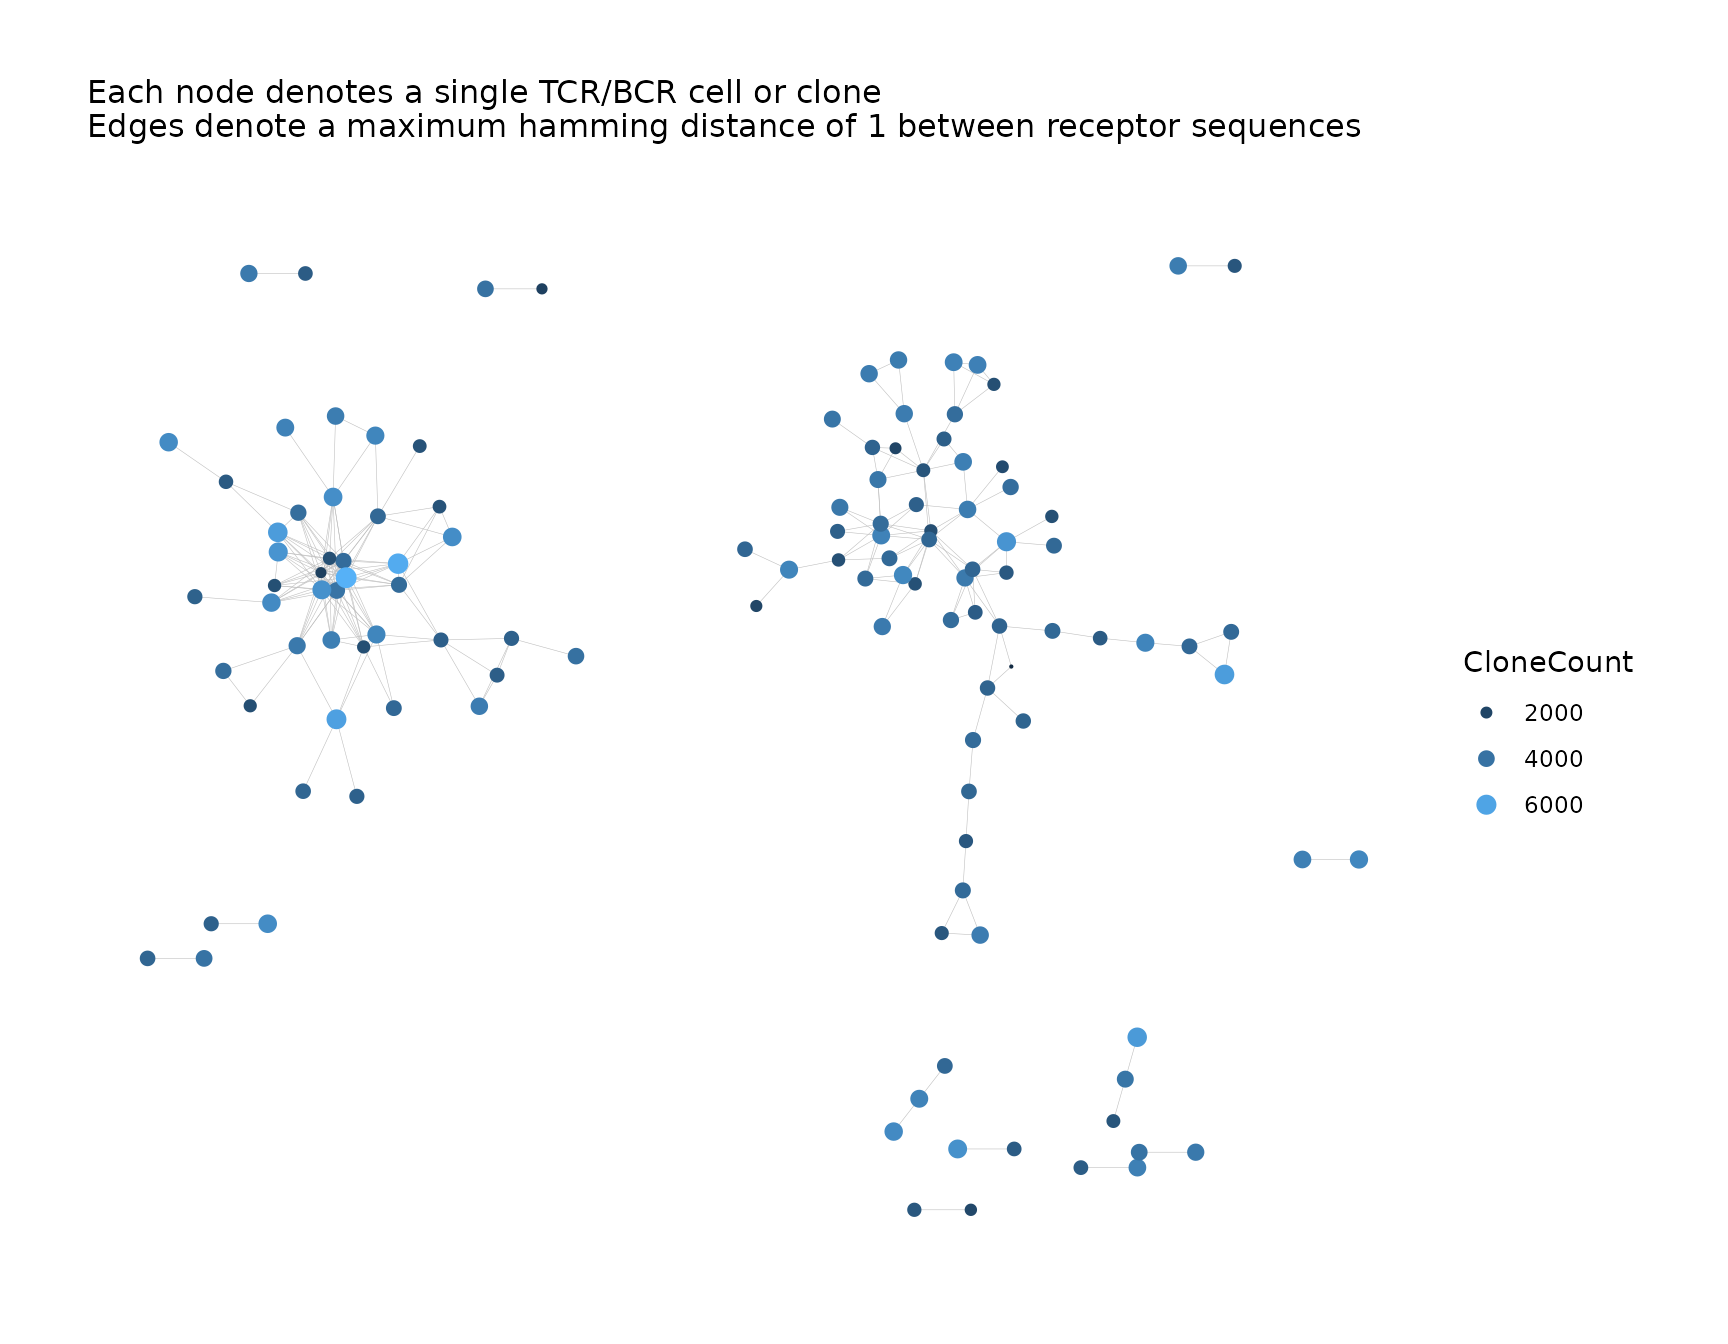 Each node denotes a single TCR/BCR cell or clone
Edges denote a maximum hamming distance of 1 between receptor sequences
CloneCount
2000
4000
6000